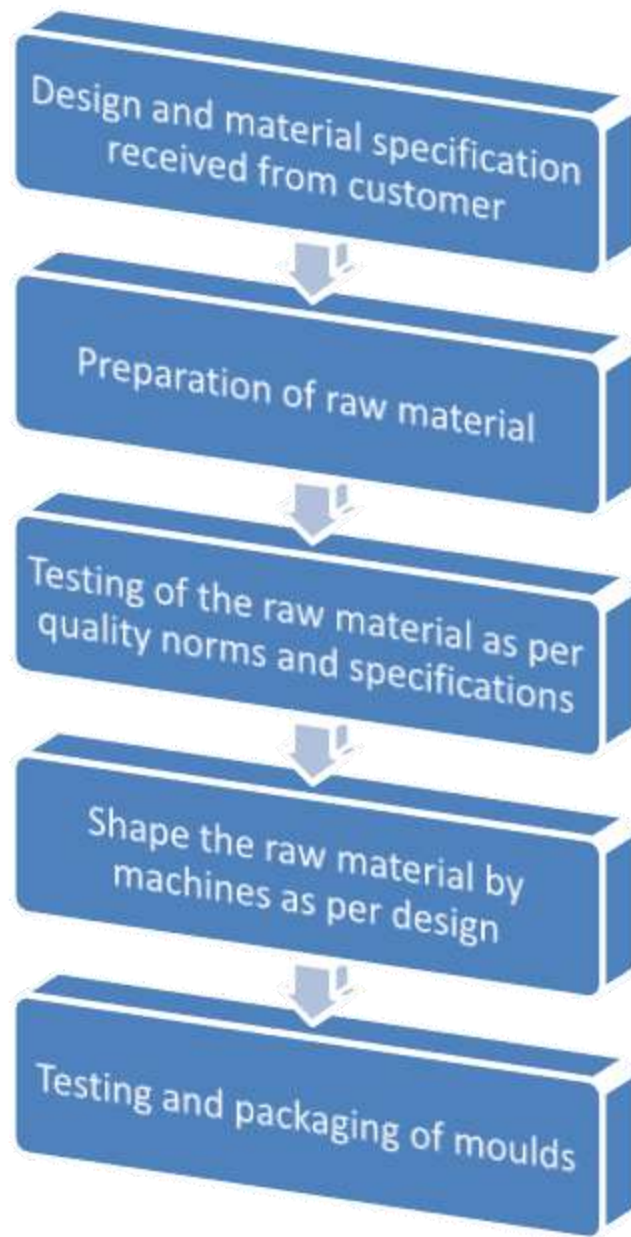 Design and material specification
received from customer
Preparation of raw material
Testing of the raw material as per
quality norms and specifications
Shape the raw material by
machines as per design
Testing and packaging of moulds